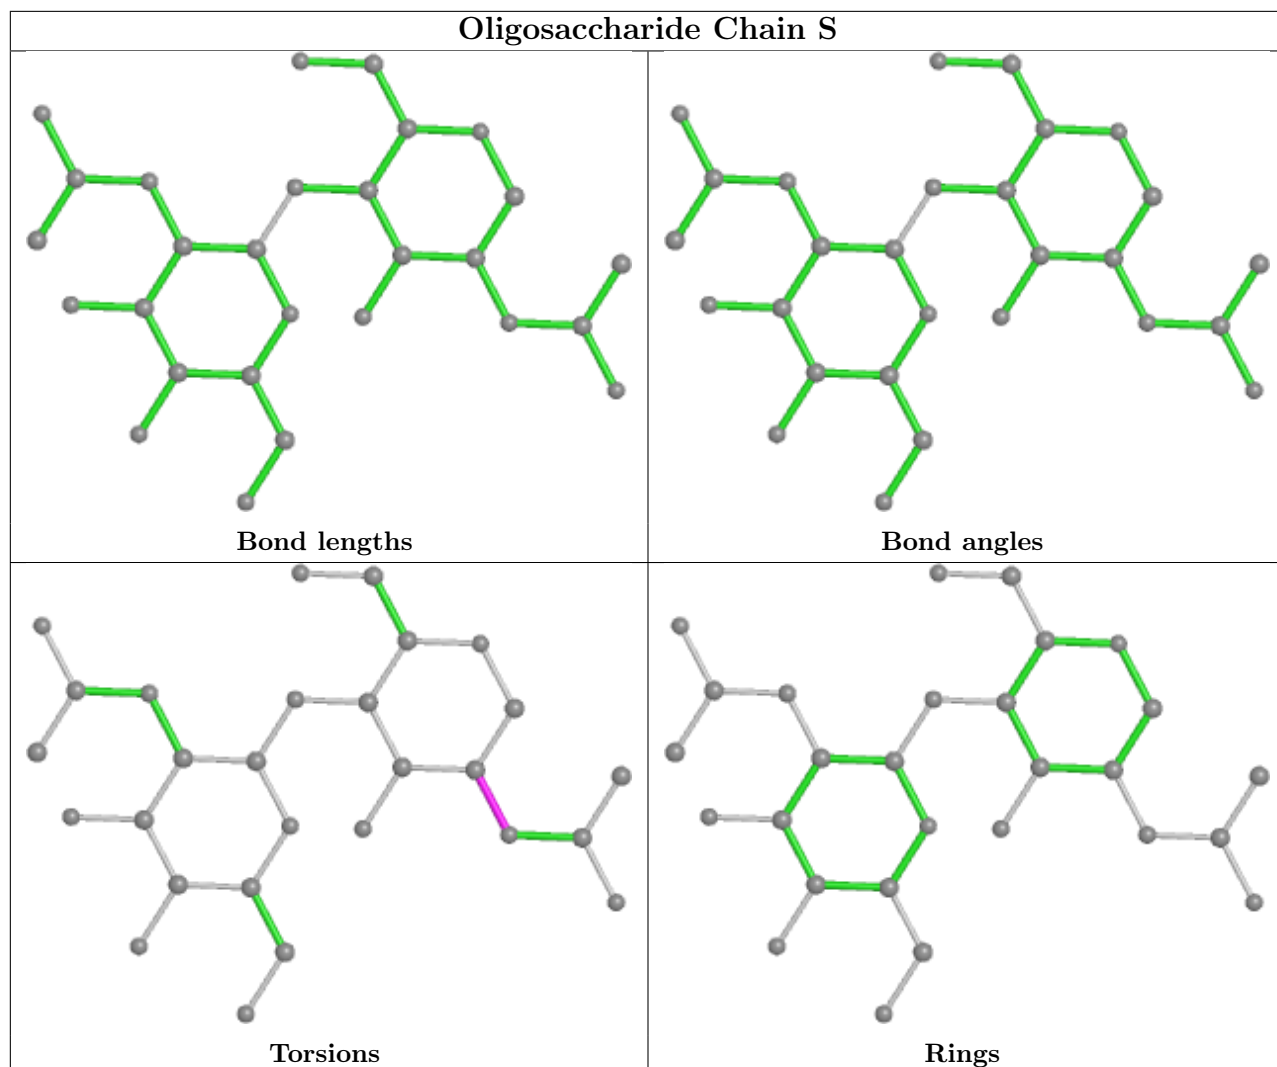 Oligosaccharide Chain S
Bond lengths
Bond angles
Torsions
Rings